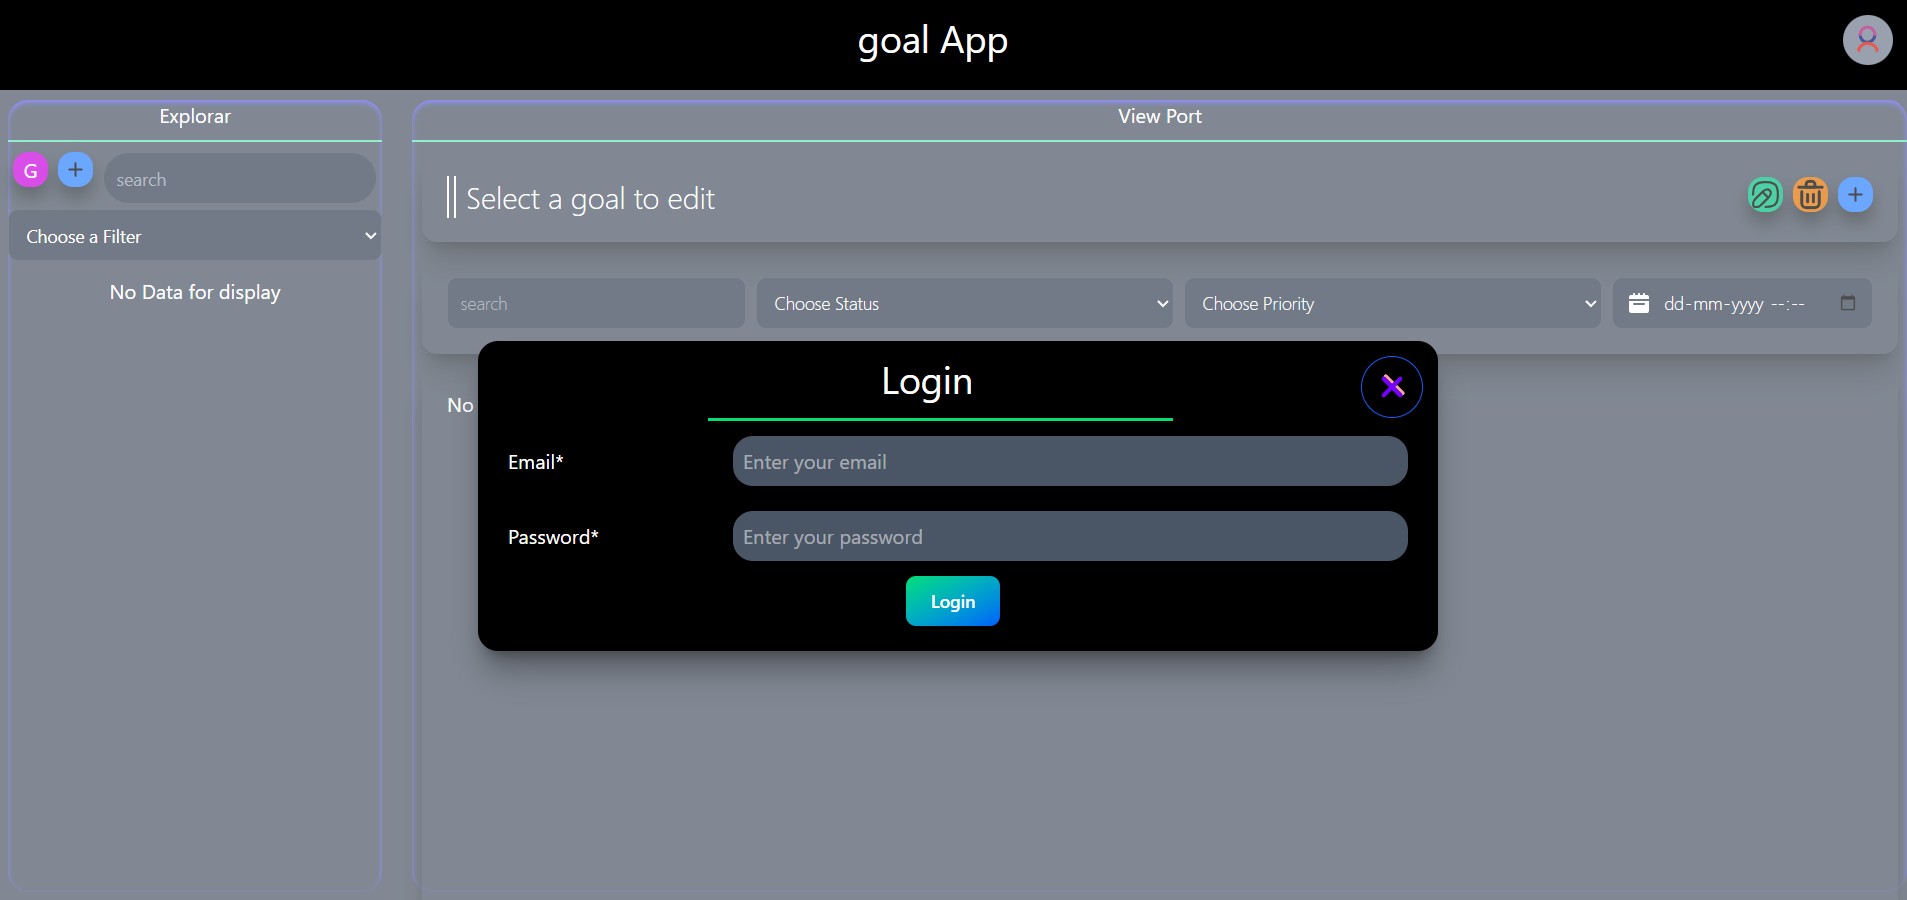 goal App
Explorar
G
search
Choose a Filter
No Data for display
View Port
Select a goal to edit
search
Choose Status
Choose Priority
dd-mm-yyyy --:--
No
Login
Email*
Enter your email
Password*
Enter your password
Login